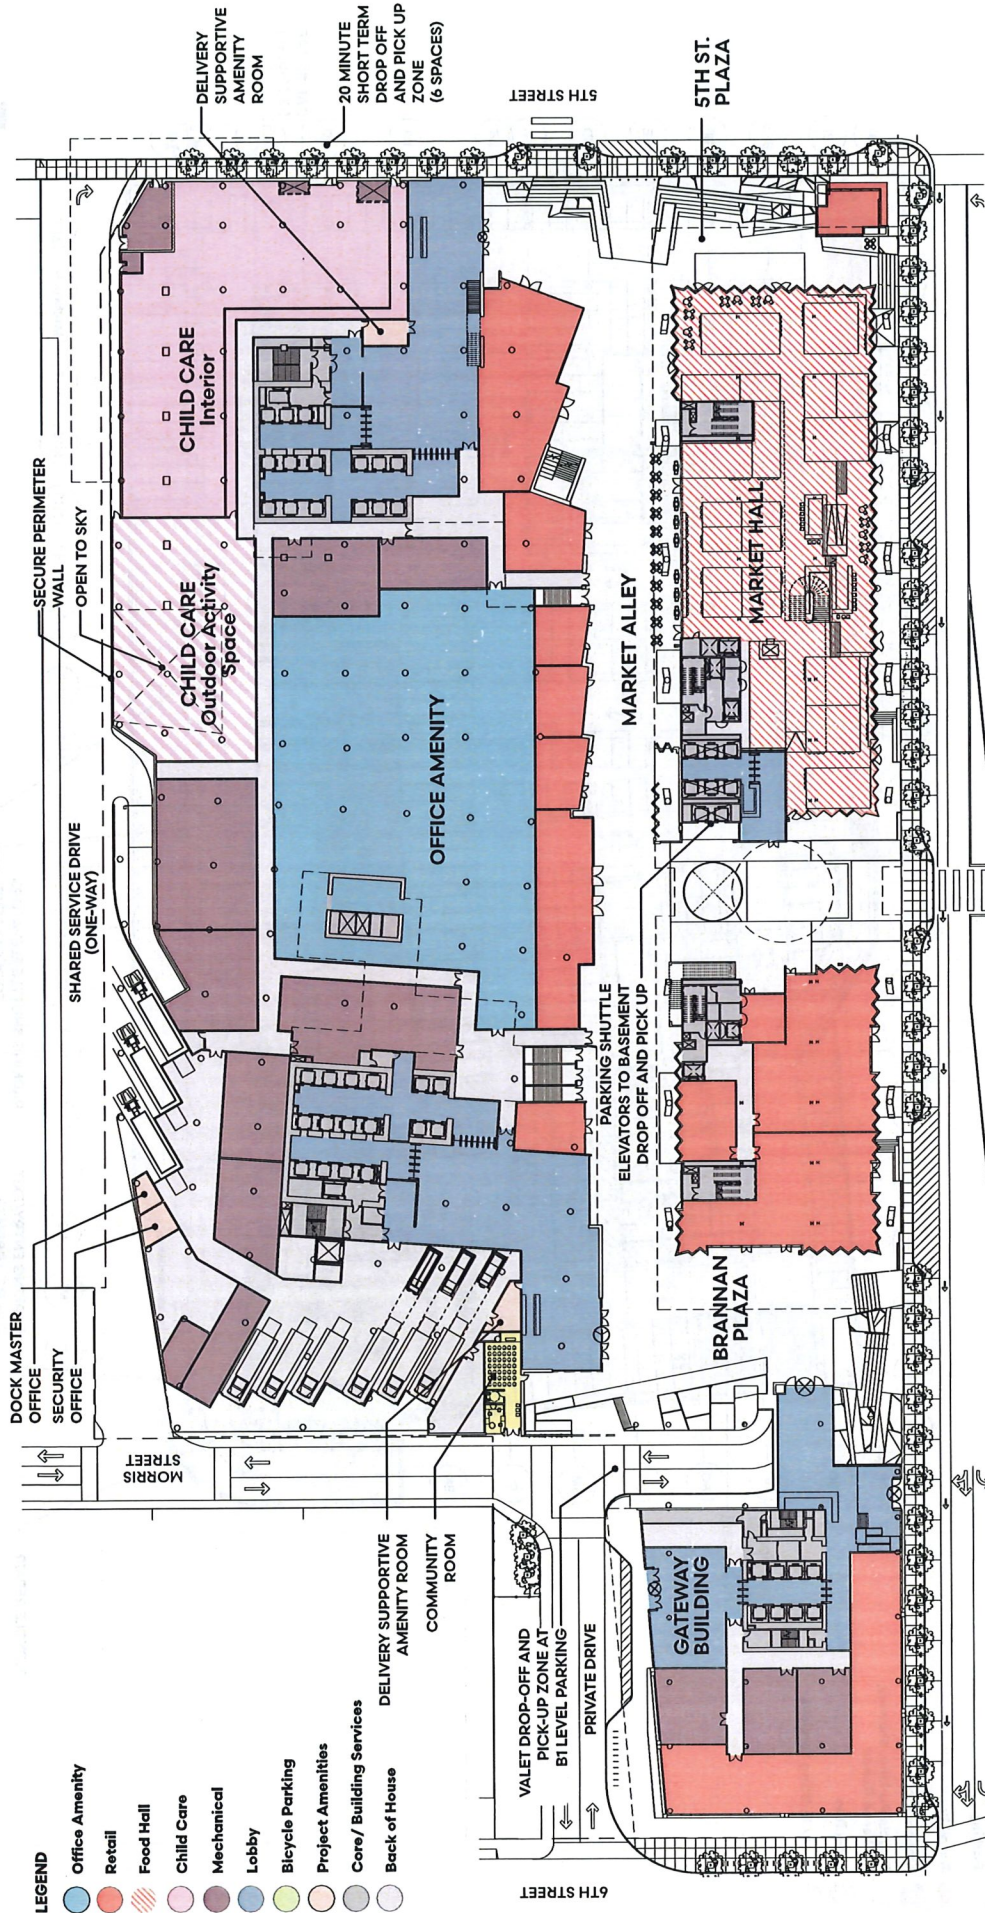 LEGEND
Office Amenity
Retail
Food Hall
Child Care
Mechanical
Lobby
Bicycle Parking
Project Amenities
Core/ Building Services
Back of House
DOCK MASTER
OFFICE
SECURITY
OFFICE
SHARED SERVICE DRIVE
(ONE-WAY)
SECURE PERIMETER
WALL
OPEN TO SKY
DELIVERY
SUPPORTIVE
AMENITY
ROOM
20 MINUTE
SHORT TERM
DROP OFF
AND PICK UP
ZONE
(6 SPACES)
MORRIS
STREET
CHILD CARE
Outdoor Activity
Space
CHILD CARE
Interior
OFFICE AMENITY
5TH STREET
DELIVERY SUPPORTIVE
AMENITY ROOM
COMMUNITY
ROOM
PARKING SHUTTLE
ELEVATORS TO BASEMENT
DROP OFF AND PICK UP
MARKET ALLEY
5TH ST.
PLAZA
VALET DROP-OFF AND
PICK-UP ZONE AT
B1 LEVEL PARKING
PRIVATE DRIVE
6TH STREET
GATEWAY
BUILDING
BRANNAN
PLAZA
MARKET HALL